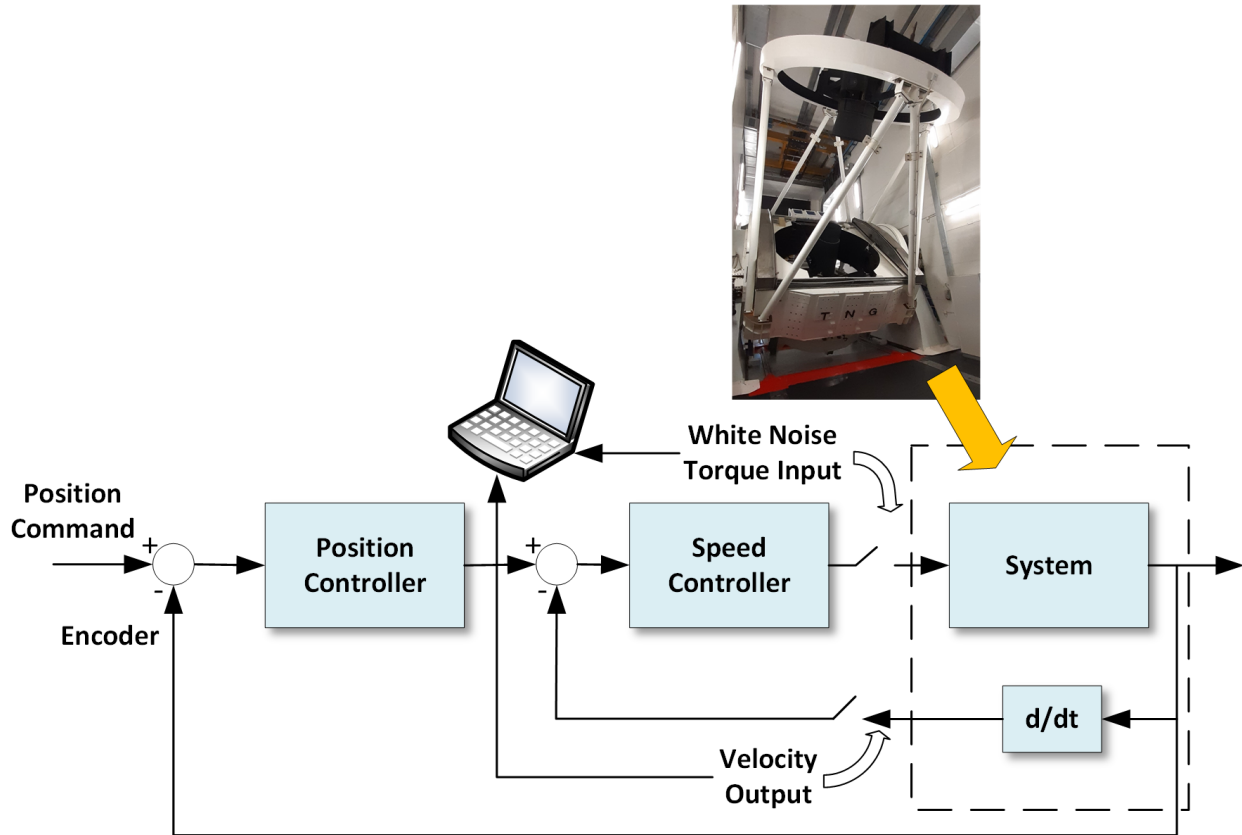 T N G
White Noise
Torque Input
Position
Command
+
-
Position
Controller
+
-
Speed
Controller
System
Encoder
d/dt
Velocity
Output